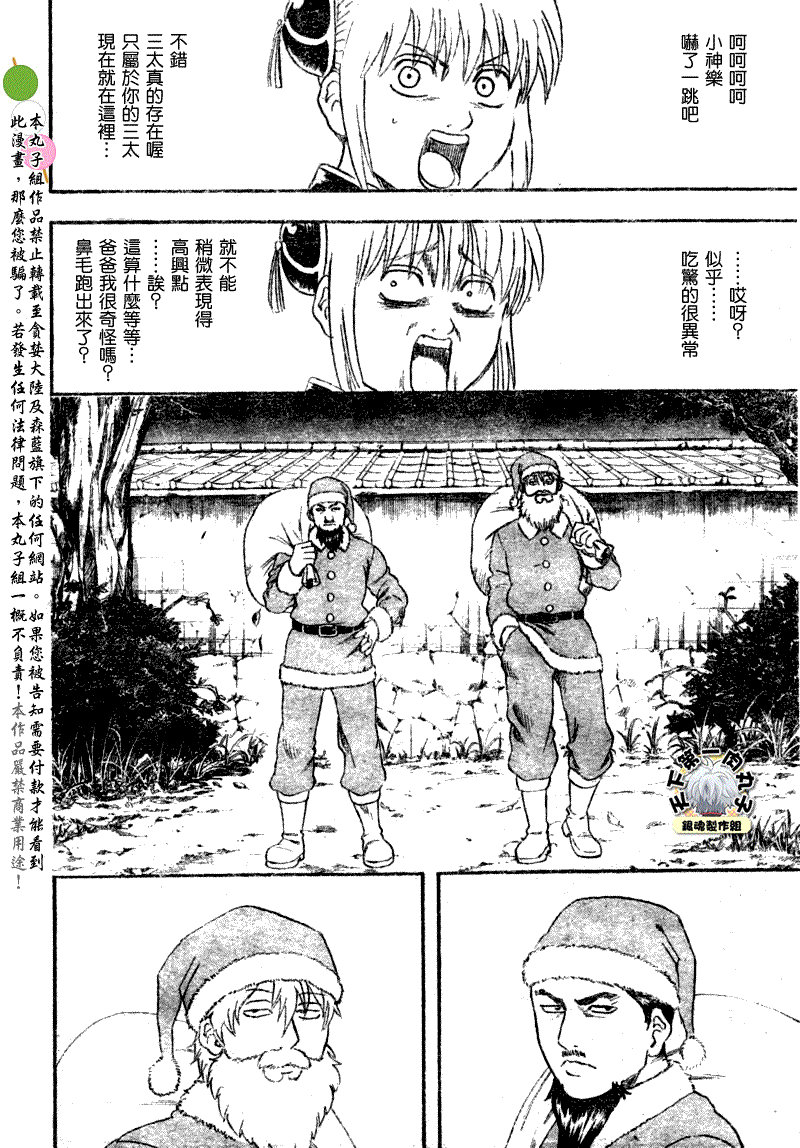 呵呵呵呵
小神樂
嚇了一跳吧
不錯
三太真的存在喔
只屬於你的三太
現在就在這裡…
……哎呀？
似乎……
吃驚的很異常
就不能
稍微表現得
高興點
……誒？
這算什麼等等…
爸爸我很奇怪嗎？
鼻毛跑出來了？
本丸子組作品禁止轉載至貪婪大陸及森藍旗下的任何網站。如果您被告知需要付款才能看到
此漫畫，那麼您被騙了。若發生任何法律問題，本丸子組一概不負責！本作品嚴禁商業用途！
天下第一的廿七
銀魂製作組